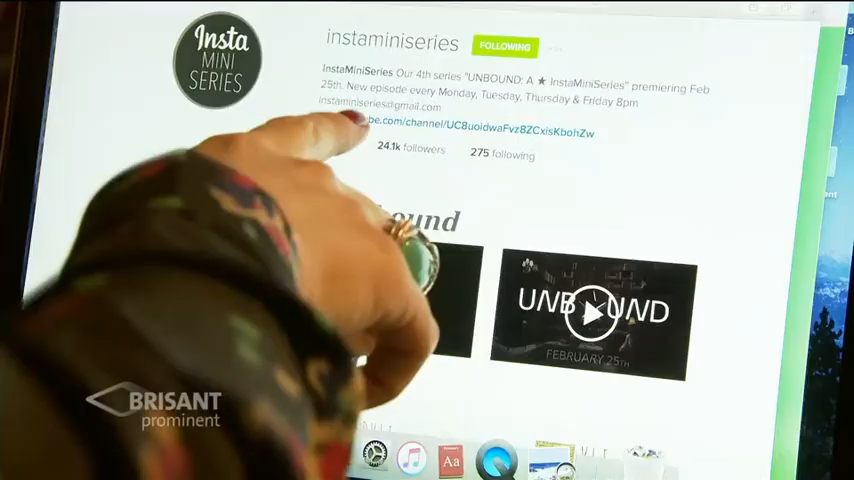 Insta
MINI
SERIES
instaminiseries FOLLOWING
InstaMiniSeries Our 4th series "UNBOUND: A ★ InstaMiniSeries" premiering Feb
25th. New episode every Monday, Tuesday, Thursday & Friday 8pm
instaminiseries@gmail.com
be.com/channel/UC8uoidwaFvz8ZCxisKbohZw
24.1k followers 275 following
ound
UNBOUND
FEBRUARY 25TH
BRISANT
prominent
Aa